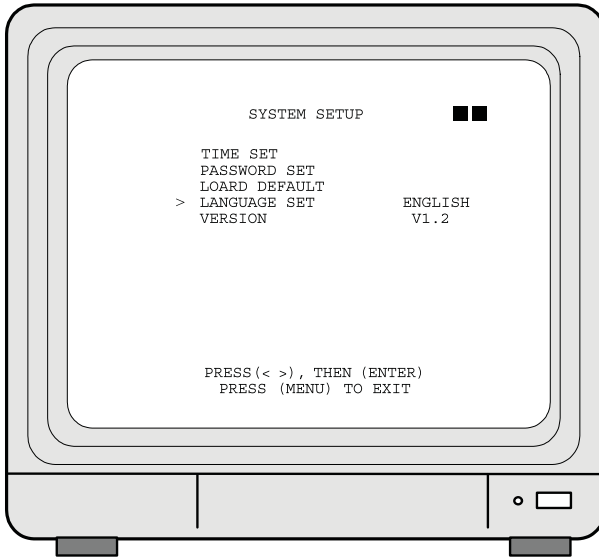 SYSTEM SETUP
TIME SET
PASSWORD SET
LOARD DEFAULT
> LANGUAGE SET ENGLISH
VERSION V1.2
PRESS(< >), THEN (ENTER)
PRESS (MENU) TO EXIT